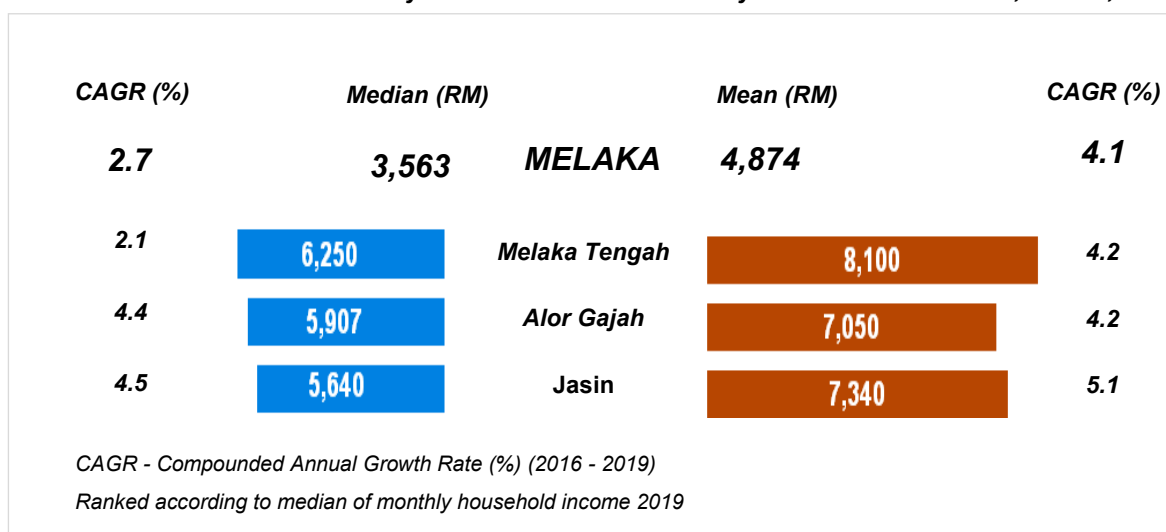 CAGR (%) Median (RM) Mean (RM) CAGR (%)
2.7 3,563 MELAKA 4,874 4.1
2.1 6,250 Melaka Tengah 8,100 4.2
4.4 5,907 Alor Gajah 7,050 4.2
4.5 5,640 Jasin 7,340 5.1
CAGR - Compounded Annual Growth Rate (%) (2016 - 2019)
Ranked according to median of monthly household income 2019